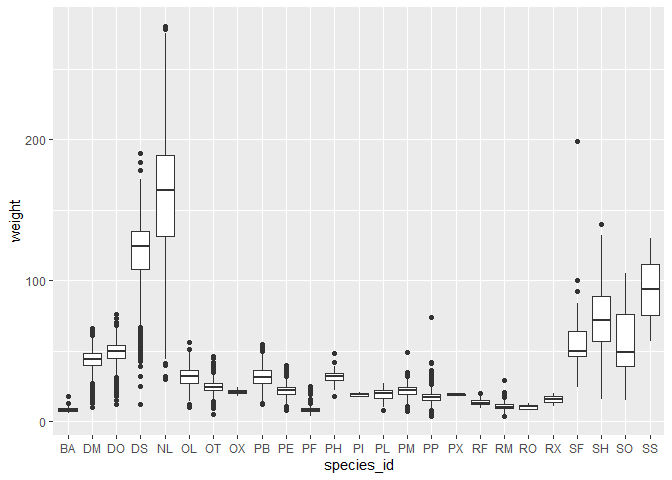 200
100
0
weight
BA DM DO DS NL OL OT OX PB PE PF PH PI PL PM PP PX RF RM RO RX SF SH SO SS
species_id